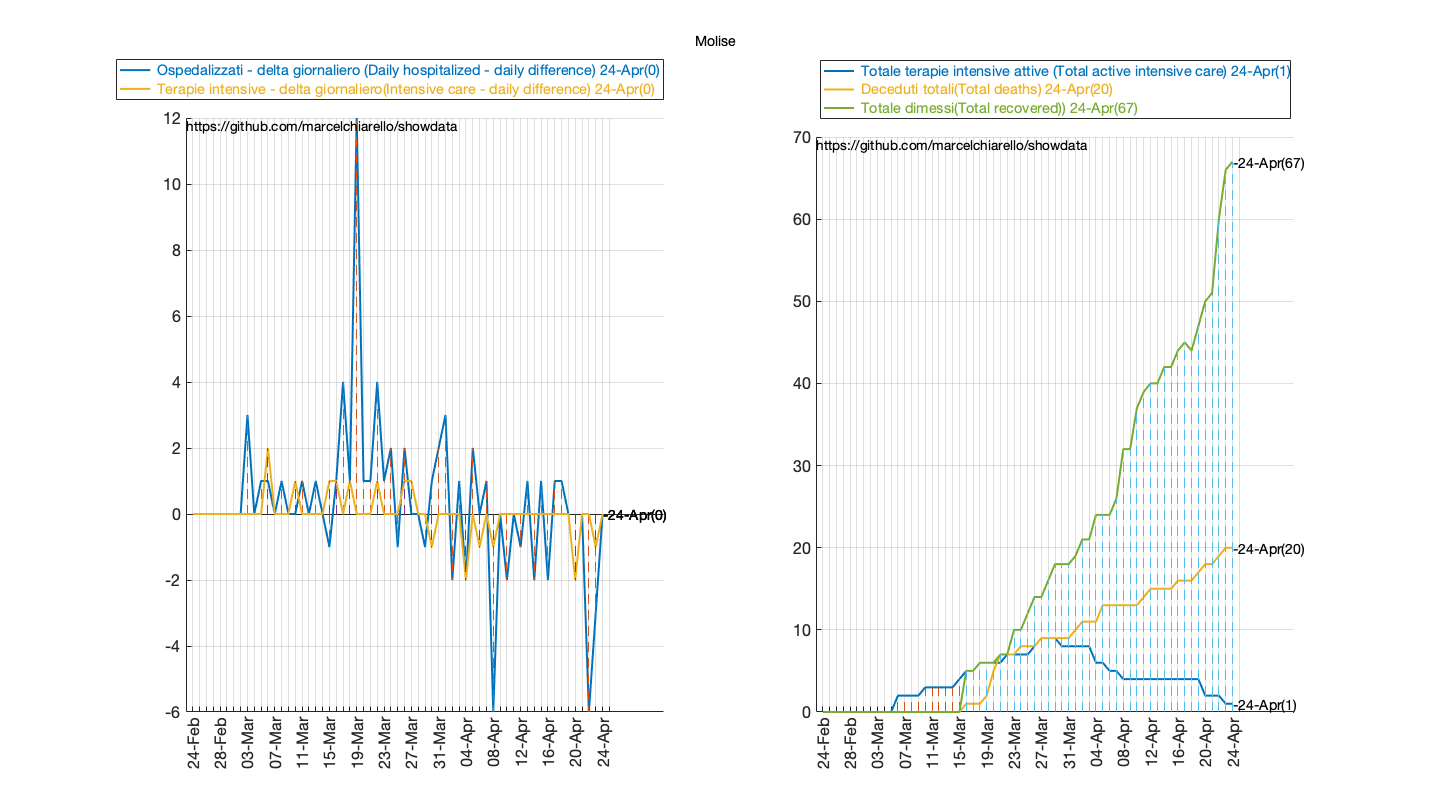 Molise
Ospedalizzati - delta giornaliero (Daily hospitalized - daily difference) 24-Apr(0)
Terapie intensive - delta giornaliero(Intensive care - daily difference) 24-Apr(0)
12
https://github.com/marcelchiarello/showdata
10
8
6
4
2
0
-2
-4
-6
-24-Apr(0)
24-Feb
28-Feb
03-Mar
07-Mar
11-Mar
15-Mar
19-Mar
23-Mar
27-Mar
31-Mar
04-Apr
08-Apr
12-Apr
16-Apr
20-Apr
24-Apr
Totale terapie intensive attive (Total active intensive care) 24-Apr(1)
Deceduti totali(Total deaths) 24-Apr(20)
Totale dimessi(Total recovered)) 24-Apr(67)
70
https://github.com/marcelchiarello/showdata
60
50
40
30
20
10
0
-24-Apr(67)
-24-Apr(20)
-24-Apr(1)
24-Feb
28-Feb
03-Mar
07-Mar
11-Mar
15-Mar
19-Mar
23-Mar
27-Mar
31-Mar
04-Apr
08-Apr
12-Apr
16-Apr
20-Apr
24-Apr